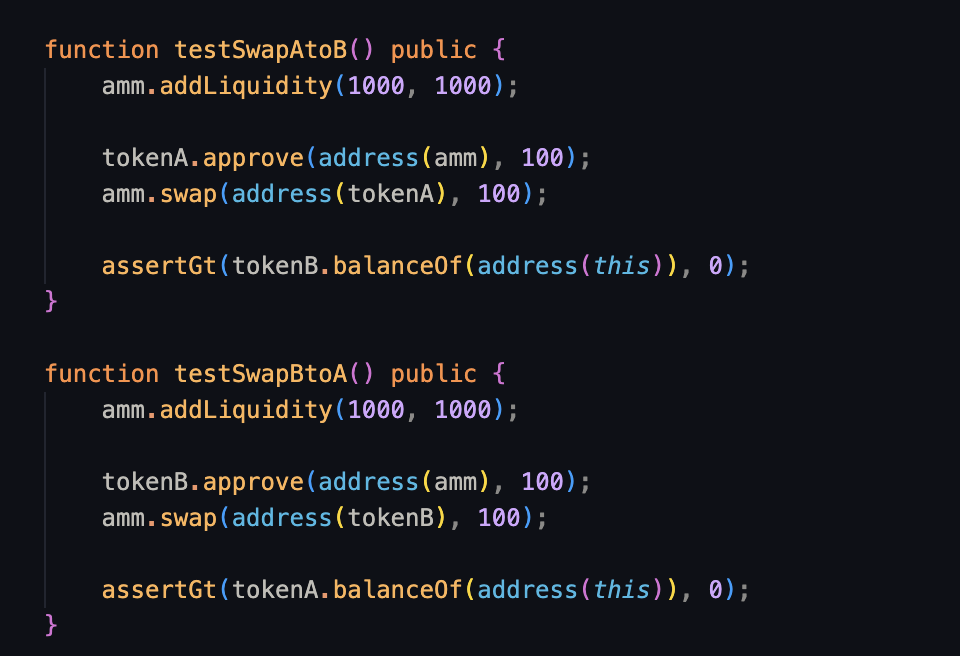 function testSwapAtoB() public {
    amm.addLiquidity(1000, 1000);

    tokenA.approve(address(amm), 100);
    amm.swap(address(tokenA), 100);

    assertGt(tokenB.balanceOf(address(this)), 0);
}

function testSwapBtoA() public {
    amm.addLiquidity(1000, 1000);

    tokenB.approve(address(amm), 100);
    amm.swap(address(tokenB), 100);

    assertGt(tokenA.balanceOf(address(this)), 0);
}